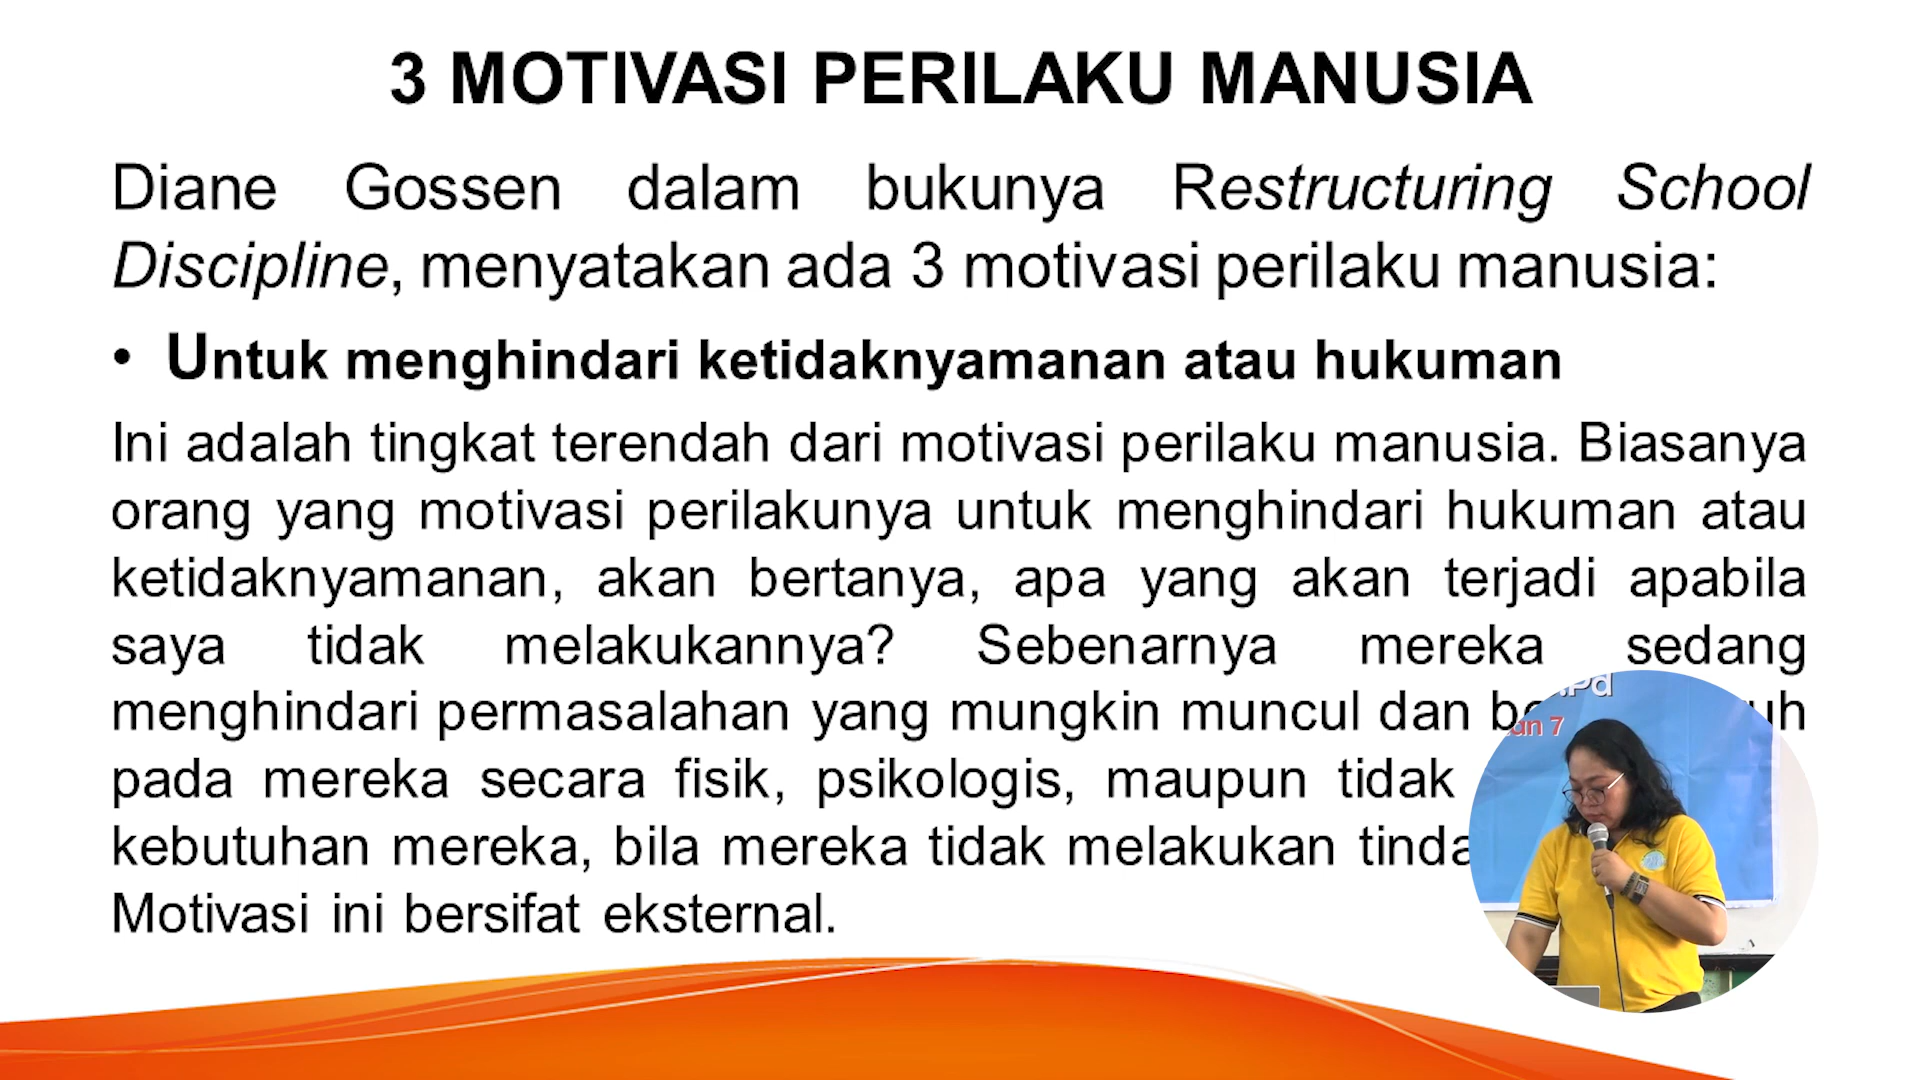 3 MOTIVASI PERILAKU MANUSIA
Diane Gossen dalam bukunya Restructuring School
Discipline, menyatakan ada 3 motivasi perilaku manusia:
• Untuk menghindari ketidaknyamanan atau hukuman
Ini adalah tingkat terendah dari motivasi perilaku manusia. Biasanya
orang yang motivasi perilakunya untuk menghindari hukuman atau
ketidaknyamanan, akan bertanya, apa yang akan terjadi apabila
saya tidak melakukannya? Sebenarnya mereka sedang
menghindari permasalahan yang mungkin muncul dan
pada mereka secara fisik, psikologis, maupun tidak
kebutuhan mereka, bila mereka tidak melakukan
Motivasi ini bersifat eksternal.
.Pd
an 7